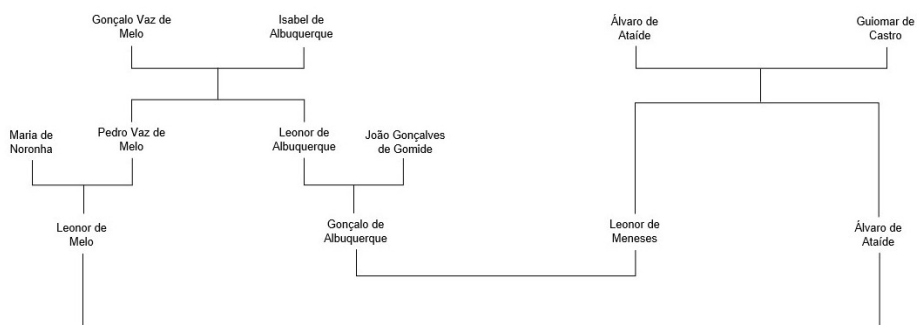 Gonçalo Vaz de
Melo
Isabel de
Albuquerque
Álvaro de
Ataíde
Guiomar de
Castro
Maria de
Noronha
Pedro Vaz de
Melo
Leonor de
Albuquerque
João Gonçalves
de Gomide
Leonor de
Melo
Gonçalo de
Albuquerque
Leonor de
Meneses
Álvaro de
Ataíde